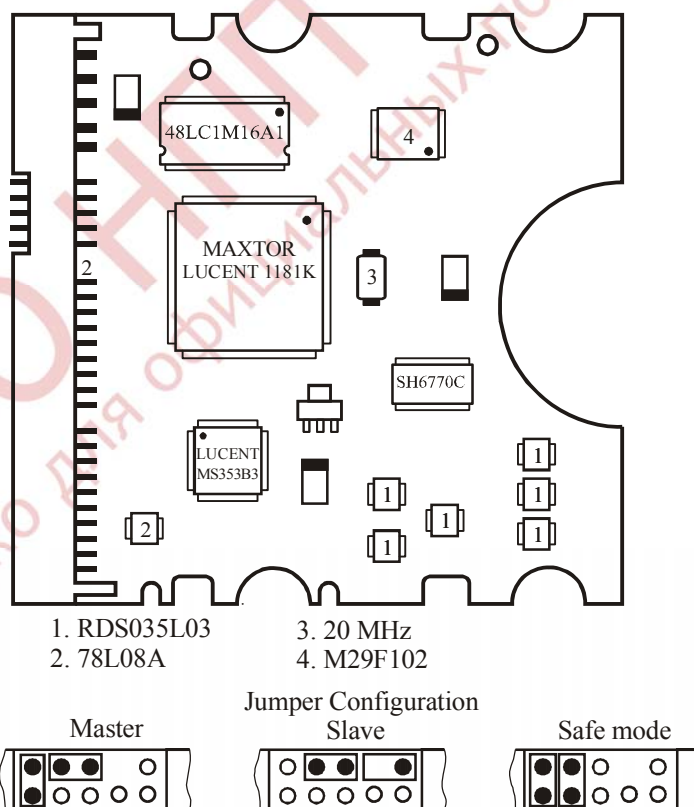 48LC1M16A1
4
MAXTOR
LUCENT 1181K
2
3
SH6770C
LUCENT
MS353B3
1
1
1
1
1
1
2
1. RDS035L03
2. 78L08A
3. 20 MHz
4. M29F102
Jumper Configuration
Master
Slave
Safe mode